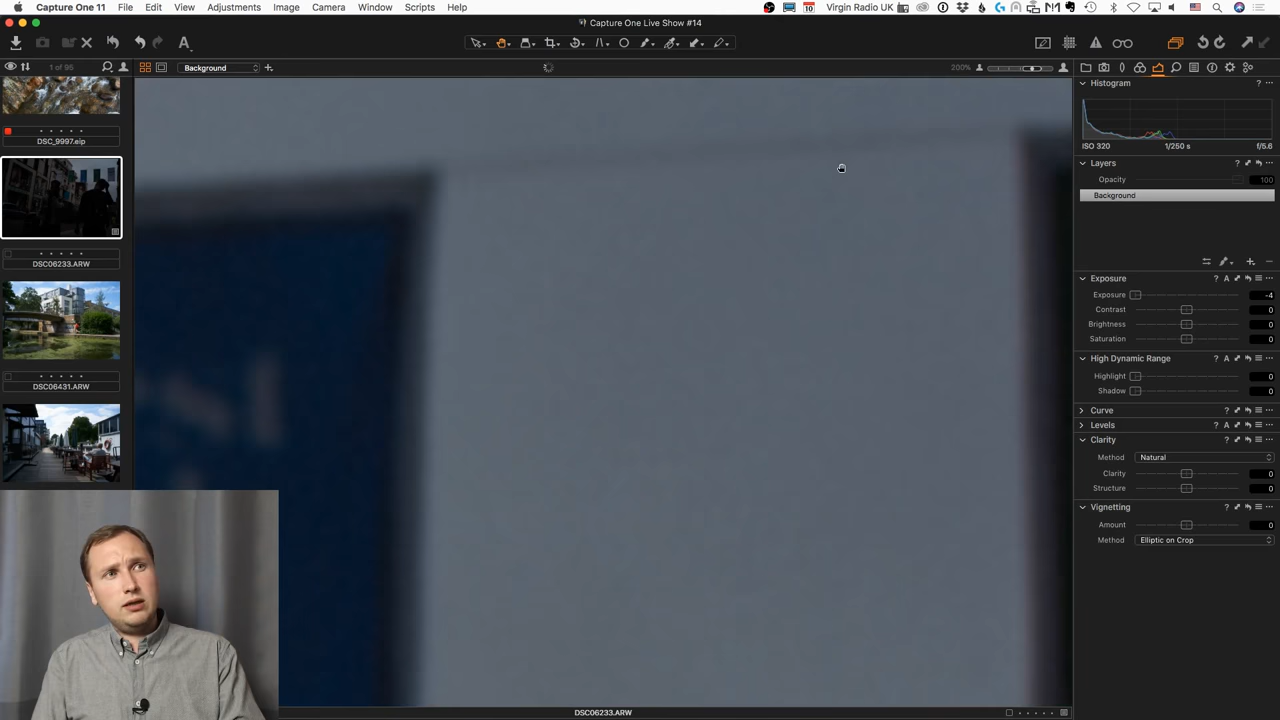 Capture One 11 File Edit View Adjustments Image Camera Window Scripts Help Virgin Radio UK
Capture One Live Show #14
1 of 95
Background
200%
DSC_9997.eip
DSC06233.ARW
DSC06431.ARW
Histogram
ISO 320 1/250 s f/5.6
Layers
Opacity 100
Background
Exposure
Exposure -4
Contrast 0
Brightness 0
Saturation 0
High Dynamic Range
Highlight 0
Shadow 0
Curve
Levels
Clarity
Method Natural
Clarity 0
Structure 0
Vignetting
Amount 0
Method Elliptic on Crop
DSC06233.ARW